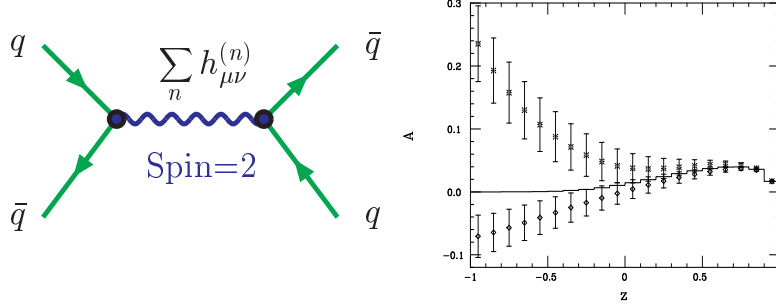 q
q̄
∑ₙ h_{μν}^{(n)}
Spin=2
q̄
q
0.3
0.2
0.1
0.0
-0.1
A
-1
-0.5
0
0.5
z